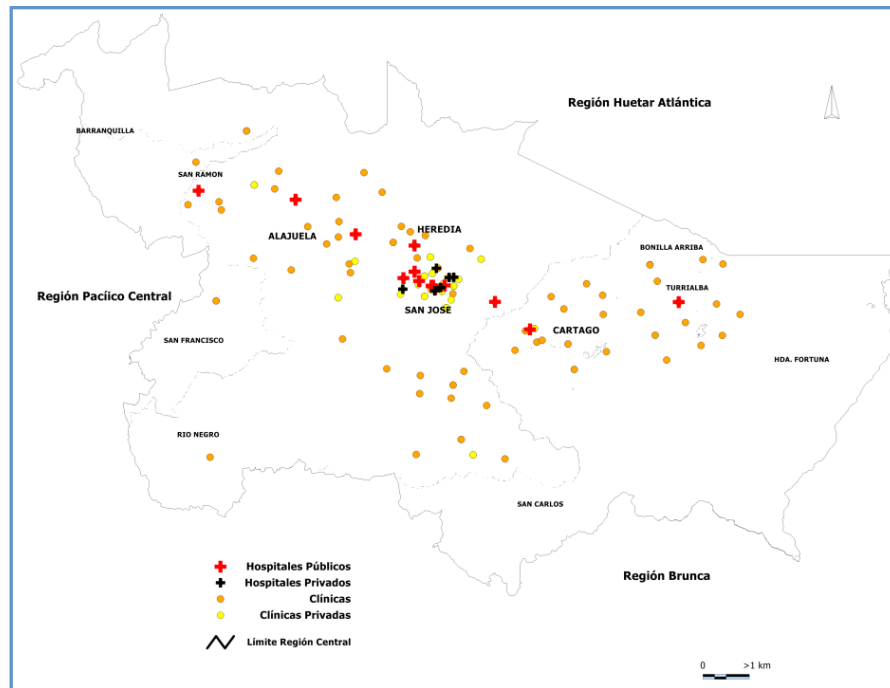 Región Huetar Atlántica
BARRANQUILLA
SAN RAMON
ALAJUELA
HEREDIA
BONILLA ARRIBA
TURRIALBA
Región Pacíico Central
SAN JOSE
CARTAGO
SAN FRANCISCO
HDA. FORTUNA
RIO NEGRO
SAN CARLOS
Región Brunca
Hospitales Públicos
Hospitales Privados
Clínicas
Clínicas Privadas
Límite Región Central
0 >1 km